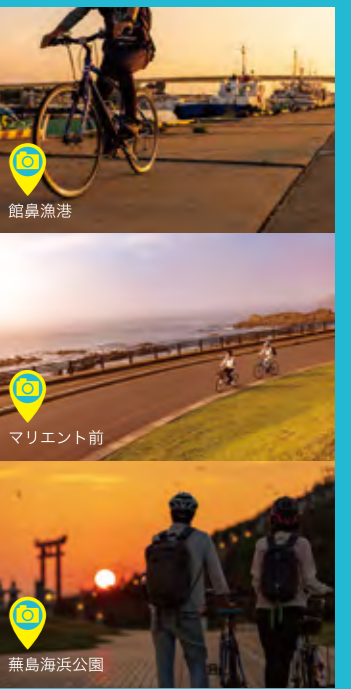 館鼻漁港
マリエント前
蕪島海浜公園